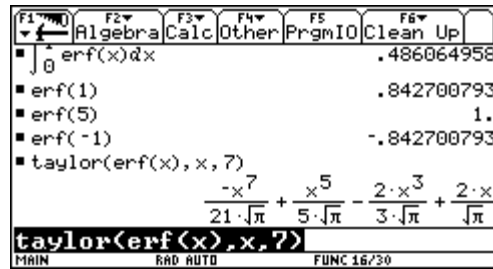 F1 F2 F3 F4 F5 F6
Algebra Calc Other PrgmIO Clean Up
∫ 0 erf(x)dx .486064958
erf(1) .842700793
erf(5) 1.
erf(-1) -.842700793
taylor(erf(x),x,7)
-x^7/(21·√π) + x^5/(5·√π) - 2·x^3/(3·√π) + 2·x/√π
taylor(erf(x),x,7)
MAIN RAD AUTO FUNC 16/30